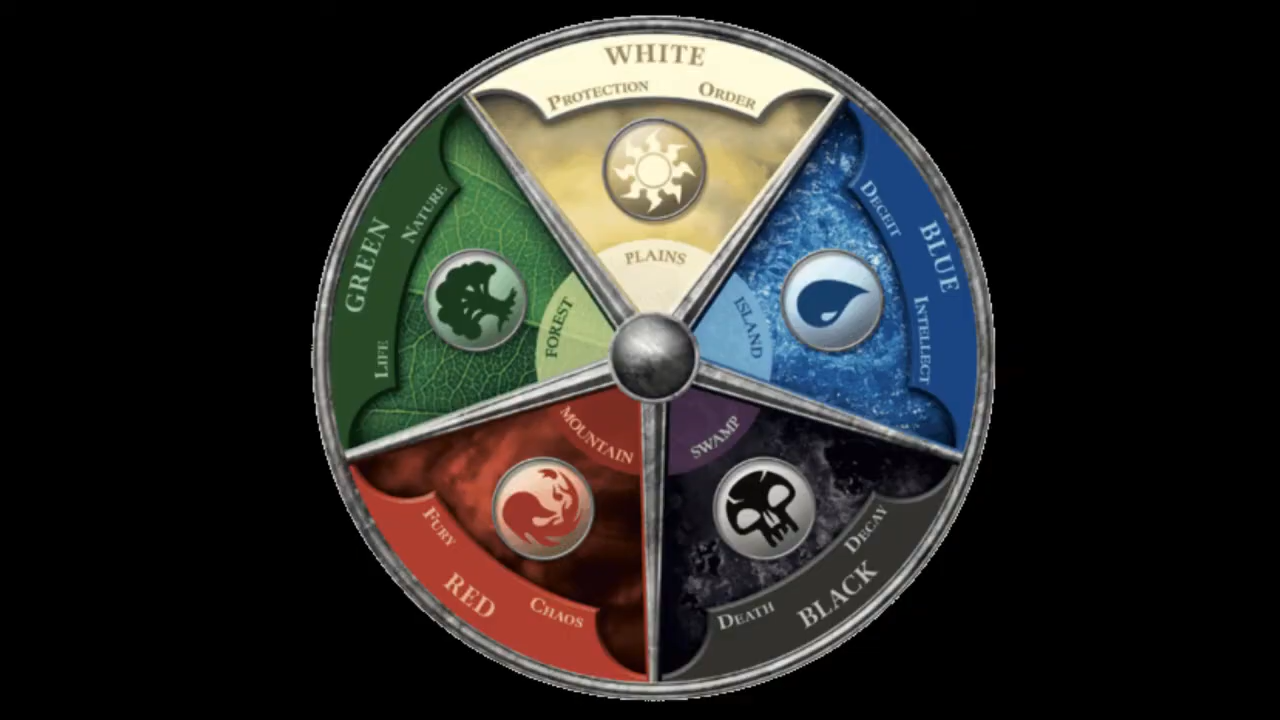 WHITE
PROTECTION
ORDER
PLAINS
BLUE
DECEIT
INTELLECT
ISLAND
BLACK
DECAY
DEATH
SWAMP
RED
FURY
CHAOS
MOUNTAIN
GREEN
NATURE
LIFE
FOREST